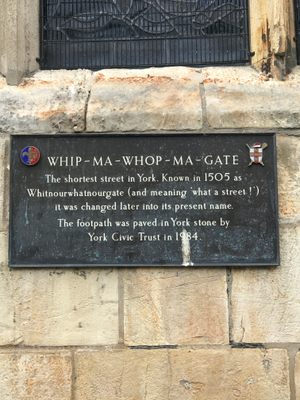 WHIP-MA-WHOP-MA-GATE
The shortest street in York. Known in 1505 as
Whitnourwhatnourgate (and meaning 'what a street!')
it was changed later into its present name.
The footpath was paved in York stone by
York Civic Trust in 1984.